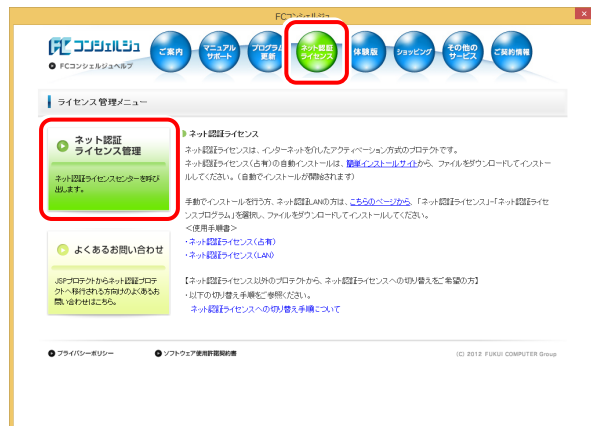 FCコンシェルジュ
FCコンシェルジュ
FCコンシェルジュヘルプ
ご案内
マニュアル
サポート
プログラム
更新
ネット認証
ライセンス
体験版
ショッピング
その他の
サービス
ご契約情報
ライセンス管理メニュー
ネット認証
ライセンス管理
ネット認証ライセンスセンターを呼び
出します。
よくあるお問い合わせ
JSPプロテクトからネット認証プロテ
クトへ移行される方向けのよくあるお
問い合わせはこちら。
ネット認証ライセンス
ネット認証ライセンスは、インターネットを介したアクティベーション方式のプロテクトです。
ネット認証ライセンス(占有)の自動インストールは、簡単インストールサイトから、ファイルをダウンロードしてインストー
ルしてください。(自動でインストールが開始されます)
手動でインストールを行う方、ネット認証LANの方は、こちらのページから、「ネット認証ライセンス」-「ネット認証ライセ
ンスプログラム」を選択し、ファイルをダウンロードしてインストールしてください。
<使用手順書>
・ネット認証ライセンス(占有)
・ネット認証ライセンス(LAN)
【ネット認証ライセンス以外のプロテクトから、ネット認証ライセンスへの切り替えをご希望の方】
・以下の切り替え手順をご参照ください。
ネット認証ライセンスへの切り替え手順について
プライバシーポリシー
ソフトウェア使用許諾契約書
(C) 2012 FUKUI COMPUTER Group